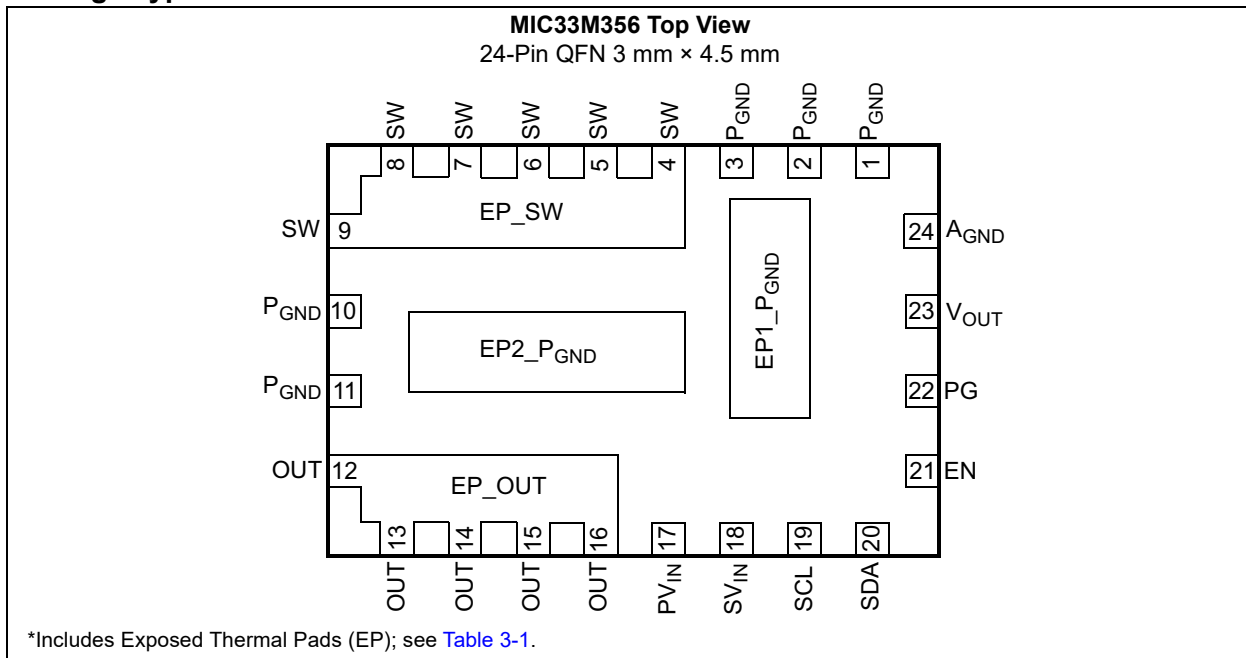 MIC33M356 Top View
24-Pin QFN 3 mm × 4.5 mm
SW SW SW SW SW PGND PGND PGND
8 7 6 5 4 3 2 1
EP_SW
SW 9
24 AGND
PGND 10
EP2_PGND
EP1_PGND
23 VOUT
PGND 11
22 PG
OUT 12
EP_OUT
21 EN
13 14 15 16 17 18 19 20
OUT OUT OUT OUT PVIN SVIN SCL SDA
*Includes Exposed Thermal Pads (EP); see Table 3-1.